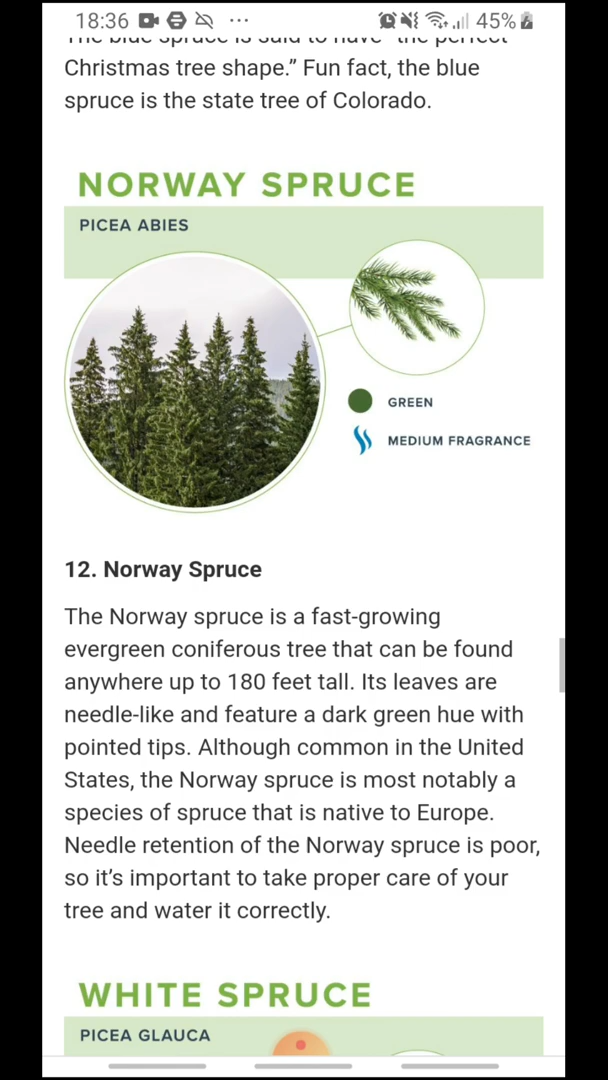 18:36 45%
Christmas tree shape.” Fun fact, the blue
spruce is the state tree of Colorado.
NORWAY SPRUCE
PICEA ABIES
GREEN
MEDIUM FRAGRANCE
12. Norway Spruce
The Norway spruce is a fast-growing
evergreen coniferous tree that can be found
anywhere up to 180 feet tall. Its leaves are
needle-like and feature a dark green hue with
pointed tips. Although common in the United
States, the Norway spruce is most notably a
species of spruce that is native to Europe.
Needle retention of the Norway spruce is poor,
so it’s important to take proper care of your
tree and water it correctly.
WHITE SPRUCE
PICEA GLAUCA